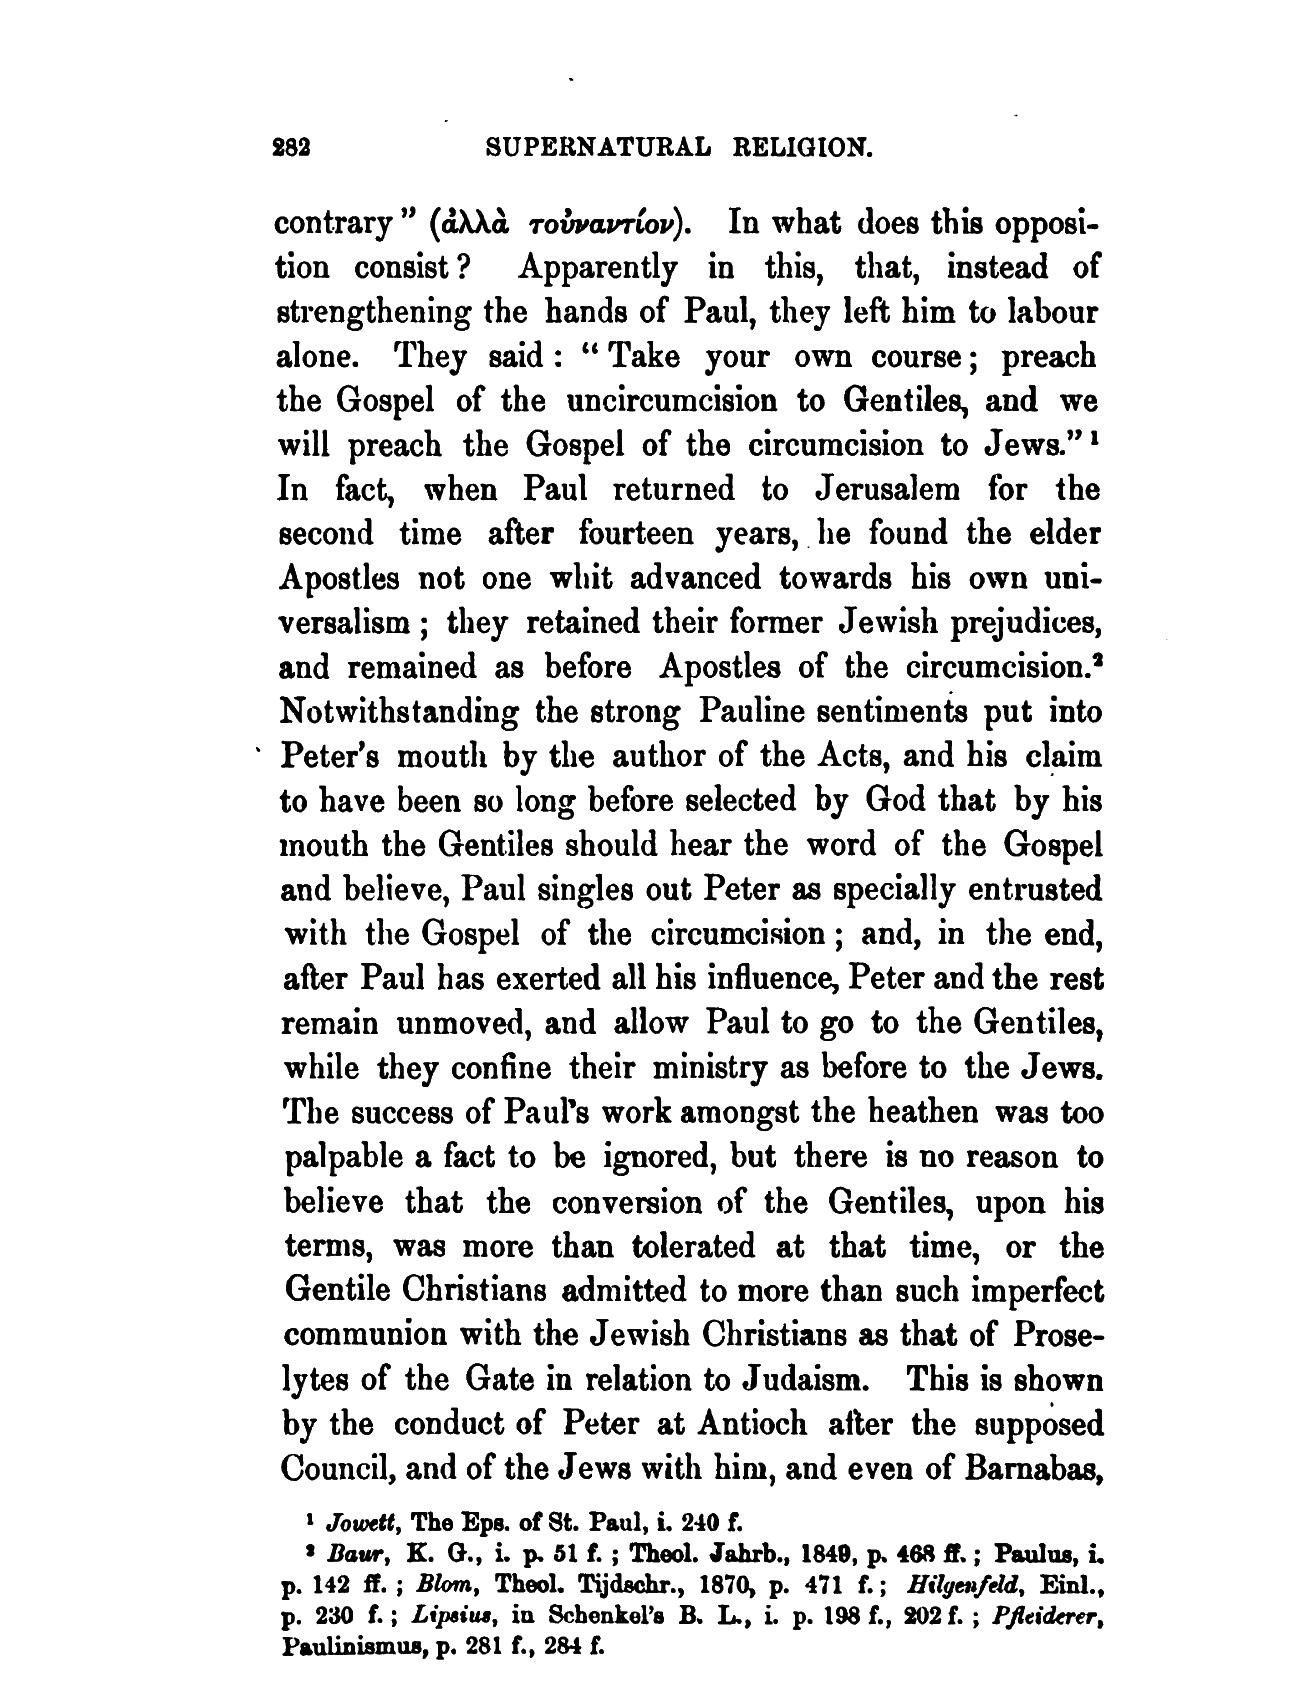 282 SUPERNATURAL RELIGION.
contrary" (ἀλλὰ τοὐναντίον). In what does this opposi-
tion consist? Apparently in this, that, instead of
strengthening the hands of Paul, they left him to labour
alone. They said: "Take your own course; preach
the Gospel of the uncircumcision to Gentiles, and we
will preach the Gospel of the circumcision to Jews."¹
In fact, when Paul returned to Jerusalem for the
second time after fourteen years, he found the elder
Apostles not one whit advanced towards his own uni-
versalism; they retained their former Jewish prejudices,
and remained as before Apostles of the circumcision.²
Notwithstanding the strong Pauline sentiments put into
Peter's mouth by the author of the Acts, and his claim
to have been so long before selected by God that by his
mouth the Gentiles should hear the word of the Gospel
and believe, Paul singles out Peter as specially entrusted
with the Gospel of the circumcision; and, in the end,
after Paul has exerted all his influence, Peter and the rest
remain unmoved, and allow Paul to go to the Gentiles,
while they confine their ministry as before to the Jews.
The success of Paul's work amongst the heathen was too
palpable a fact to be ignored, but there is no reason to
believe that the conversion of the Gentiles, upon his
terms, was more than tolerated at that time, or the
Gentile Christians admitted to more than such imperfect
communion with the Jewish Christians as that of Prose-
lytes of the Gate in relation to Judaism. This is shown
by the conduct of Peter at Antioch after the supposed
Council, and of the Jews with him, and even of Barnabas,
¹ Jowett, The Eps. of St. Paul, i. 240 f.
² Baur, K. G., i. p. 51 f.; Theol. Jahrb., 1849, p. 468 ff.; Paulus, i.
p. 142 ff.; Blom, Theol. Tijdschr., 1870, p. 471 f.; Hilgenfeld, Einl.,
p. 230 f.; Lipsius, in Schenkel's B. L., i. p. 198 f., 202 f.; Pfleiderer,
Paulinismus, p. 281 f., 284 f.